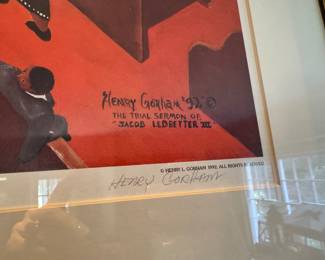 HENRY GORHAM '92 ©
THE TRIAL SERMON OF
"JACOB LEDBETTER III"
© HENRY L. GORHAM 1992. ALL RIGHTS RESERVED
HENRY GORHAM